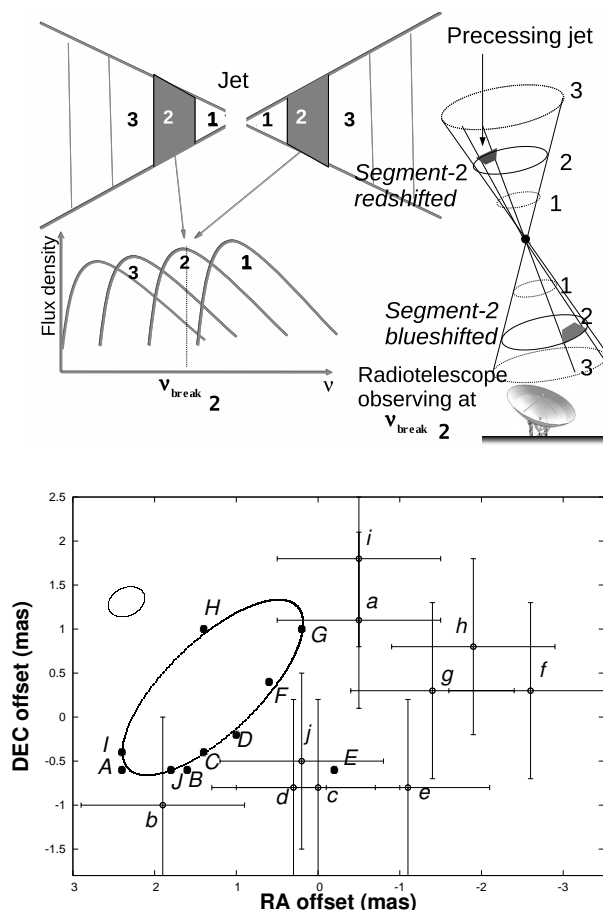 Jet
3 2 1 1 2 3
Flux density
3 2 1
ν break 2
ν
Precessing jet
3
Segment-2
redshifted
2
1
1
Segment-2
blueshifted
2
3
Radiotelescope
observing at
ν break 2
DEC offset (mas)
2.5
2
1.5
1
0.5
0
-0.5
-1
-1.5
i
a
H
G
h
g
f
F
D
I
C
A
J
B
j
E
d
c
e
b
3 2 1 0 -1 -2 -3
RA offset (mas)